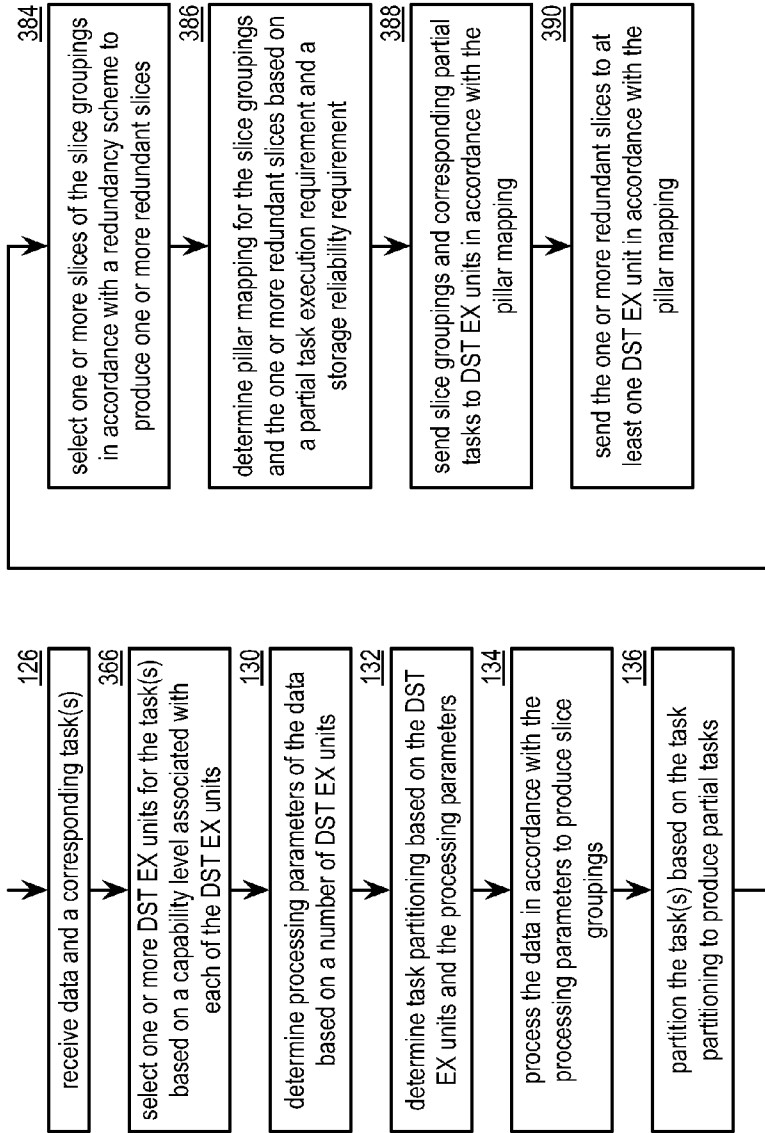 126
receive data and a corresponding task(s)
366
select one or more DST EX units for the task(s)
based on a capability level associated with
each of the DST EX units
130
determine processing parameters of the data
based on a number of DST EX units
132
determine task partitioning based on the DST
EX units and the processing parameters
134
process the data in accordance with the
processing parameters to produce slice
groupings
136
partition the task(s) based on the task
partitioning to produce partial tasks
384
select one or more slices of the slice groupings
in accordance with a redundancy scheme to
produce one or more redundant slices
386
determine pillar mapping for the slice groupings
and the one or more redundant slices based on
a partial task execution requirement and a
storage reliability requirement
388
send slice groupings and corresponding partial
tasks to DST EX units in accordance with the
pillar mapping
390
send the one or more redundant slices to at
least one DST EX unit in accordance with the
pillar mapping